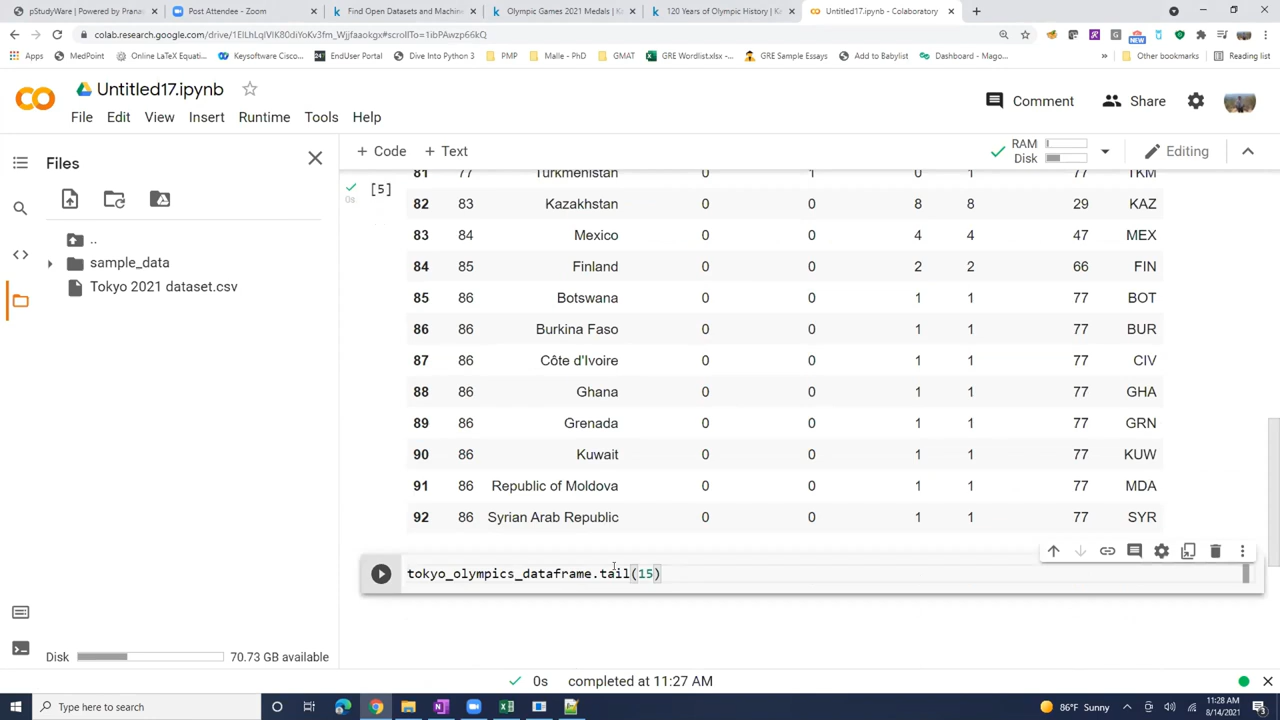 pStudyWare | Powered by Prana
Post Attendee - Zoom
Find Open Datasets and Machine
Olympic Games 2021 Medals | K
120 Years of Olympic History | K
Untitled17.ipynb - Colaboratory
Apps
MedPoint
Online LaTeX Equati...
Keysoftware Cisco...
EndUser Portal
Dive Into Python 3
PMP
Malle - PhD
GMAT
GRE Wordlist.xlsx -...
GRE Sample Essays
Add to Babylist
Dashboard - Mago...
»
Other bookmarks
Reading list
NEW
Untitled17.ipynb
Comment
Share
File Edit View Insert Runtime Tools Help
Files
+ Code + Text
RAM
Disk
Editing
..
sample_data
Tokyo 2021 dataset.csv
[5]
0s
81 77 Turkmenistan 0 1 0 1 77 TKM
82 83 Kazakhstan 0 0 8 8 29 KAZ
83 84 Mexico 0 0 4 4 47 MEX
84 85 Finland 0 0 2 2 66 FIN
85 86 Botswana 0 0 1 1 77 BOT
86 86 Burkina Faso 0 0 1 1 77 BUR
87 86 Côte d'Ivoire 0 0 1 1 77 CIV
88 86 Ghana 0 0 1 1 77 GHA
89 86 Grenada 0 0 1 1 77 GRN
90 86 Kuwait 0 0 1 1 77 KUW
91 86 Republic of Moldova 0 0 1 1 77 MDA
92 86 Syrian Arab Republic 0 0 1 1 77 SYR
tokyo_olympics_dataframe.tail(15)
Disk
70.73 GB available
0s completed at 11:27 AM
Type here to search
86°F Sunny
11:28 AM
8/14/2021